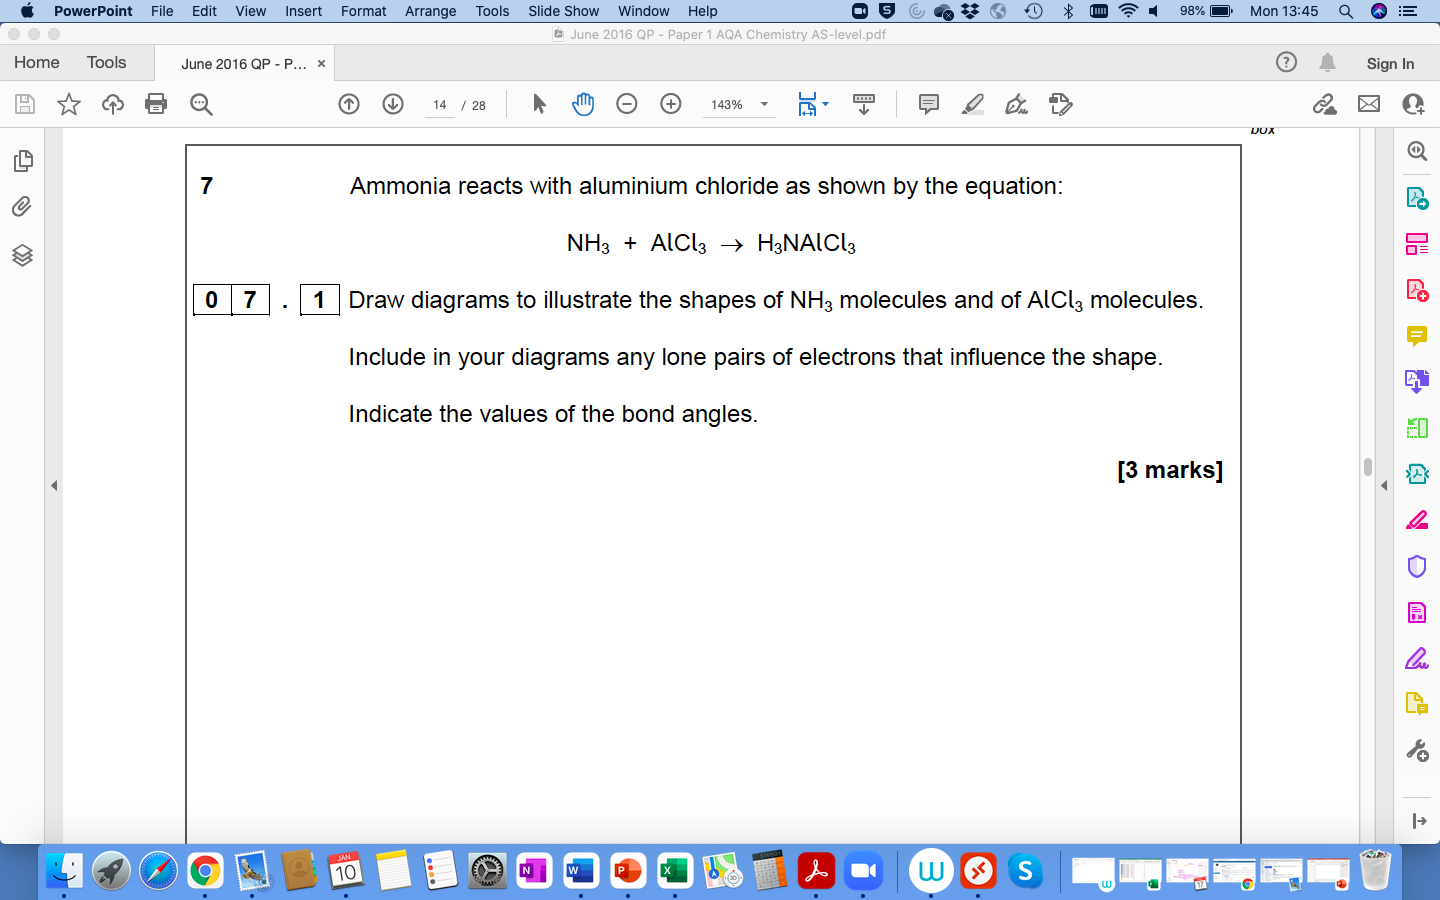 PowerPoint File Edit View Insert Format Arrange Tools Slide Show Window Help 98% Mon 13:45
June 2016 QP - Paper 1 AQA Chemistry AS-level.pdf
Home Tools June 2016 QP - P... × Sign In
14 / 28 143%
box
7 Ammonia reacts with aluminium chloride as shown by the equation:
NH₃ + AlCl₃ → H₃NAlCl₃
0 7 . 1 Draw diagrams to illustrate the shapes of NH₃ molecules and of AlCl₃ molecules.
Include in your diagrams any lone pairs of electrons that influence the shape.
Indicate the values of the bond angles.
[3 marks]
JAN
10